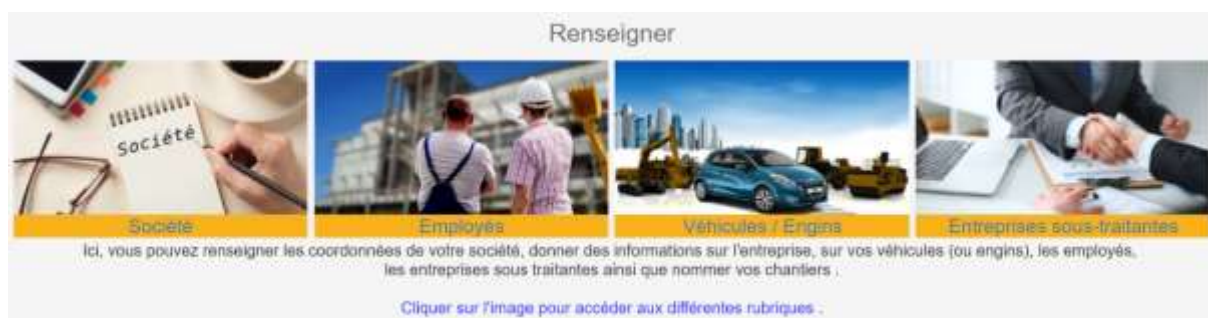 Renseigner
Société
Société
Employés
Véhicules / Engins
Entreprises sous-traitantes
Ici, vous pouvez renseigner les coordonnées de votre société, donner des informations sur l'entreprise, sur vos véhicules (ou engins), les employés,
les entreprises sous traitantes ainsi que nommer vos chantiers .
Cliquer sur l'image pour accéder aux différentes rubriques .